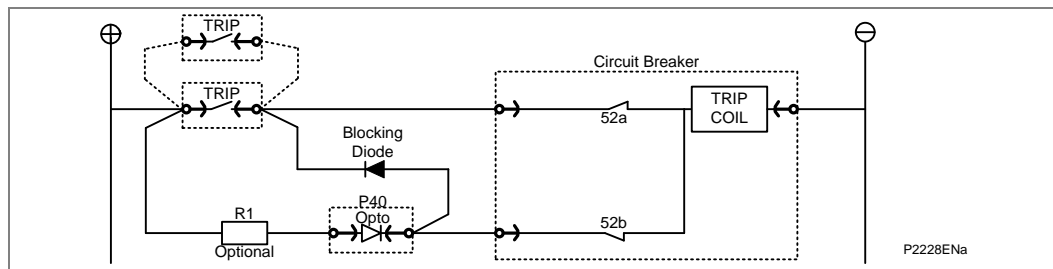 TRIP
Circuit Breaker
TRIP
52a
TRIP
COIL
Blocking
Diode
P40
Opto
R1
Optional
52b
P2228ENa